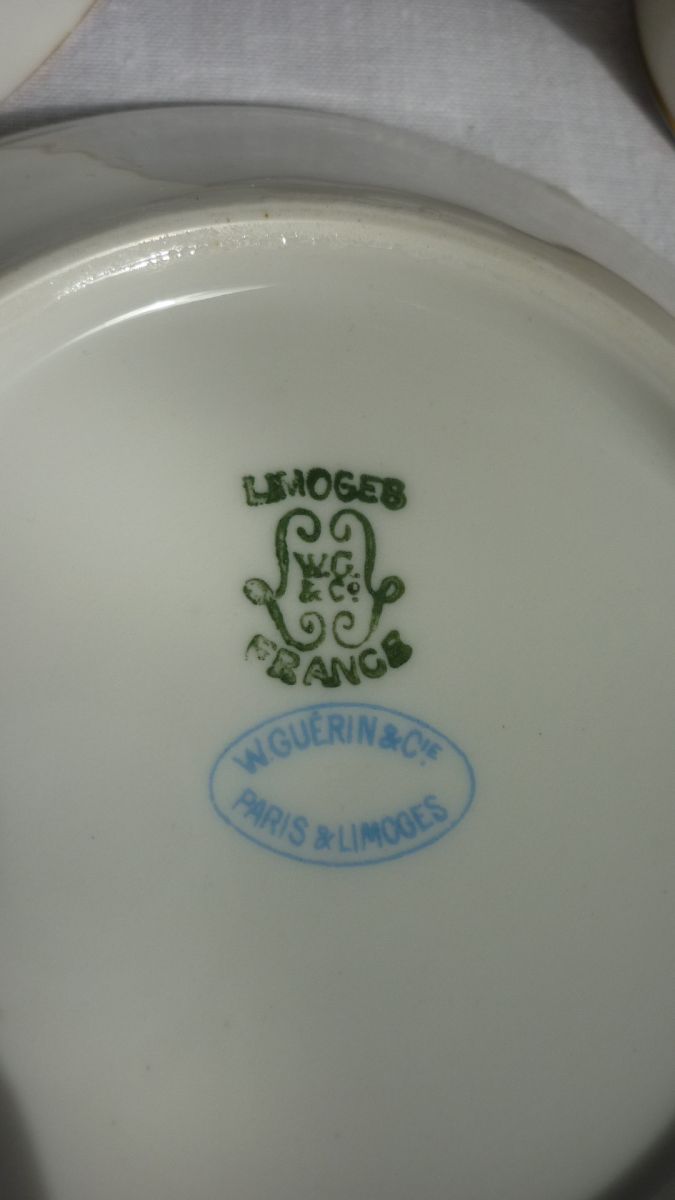 LIMOGES
W.G.
& Co.
FRANCE
W. GUÉRIN & CIE
PARIS & LIMOGES